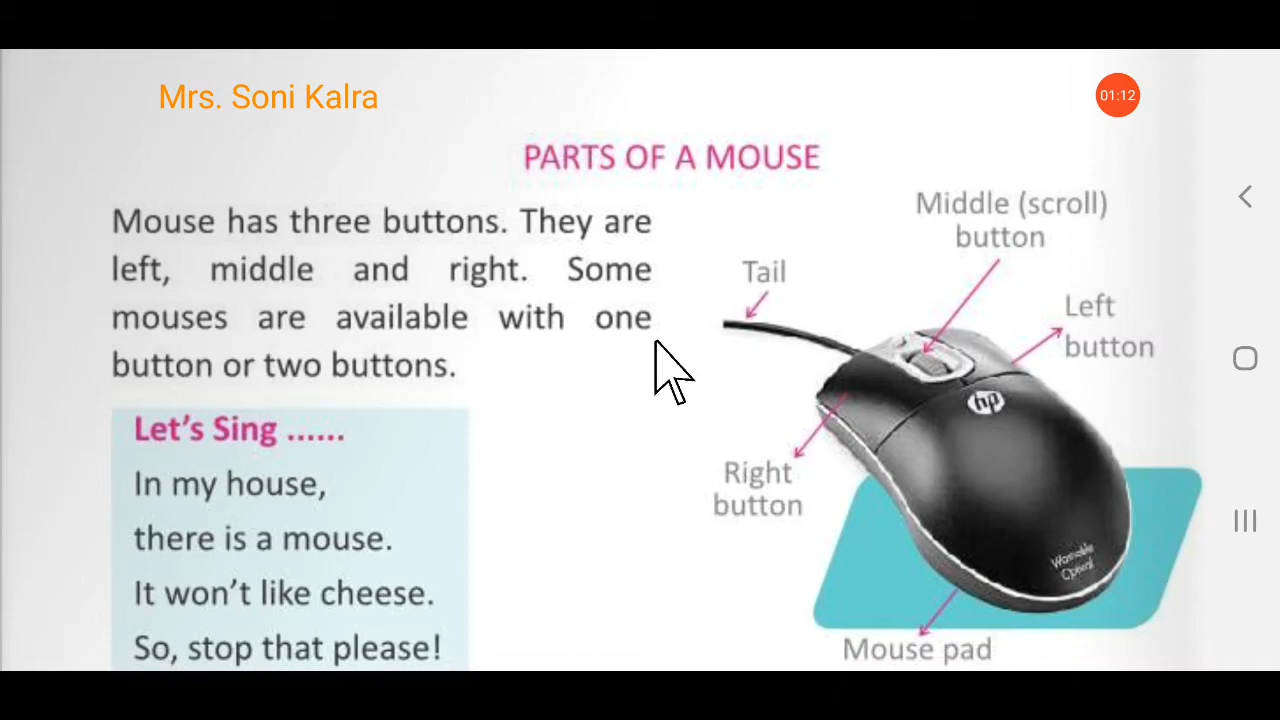 Mrs. Soni Kalra
01:12
PARTS OF A MOUSE
Mouse has three buttons. They are
left, middle and right. Some
mouses are available with one
button or two buttons.
Let's Sing ......
In my house,
there is a mouse.
It won't like cheese.
So, stop that please!
Middle (scroll)
button
Tail
Left
button
hp
Right
button
Optical
Mouse pad